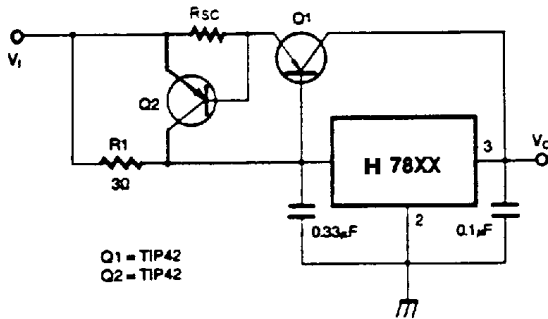 RSC
Q1
VI
Q2
R1
3Ω
H 78XX
3
VO
2
0.33µF
0.1µF
Q1 = TIP42
Q2 = TIP42